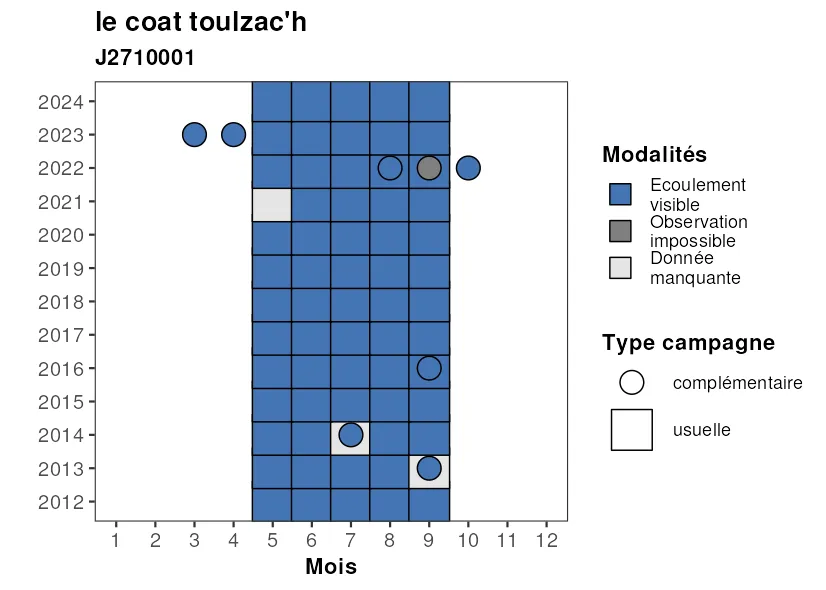 le coat toulzac'h
J2710001
2024
2023
2022
2021
2020
2019
2018
2017
2016
2015
2014
2013
2012
1 2 3 4 5 6 7 8 9 10 11 12
Mois
Modalités
Ecoulement
visible
Observation
impossible
Donnée
manquante
Type campagne
complémentaire
usuelle